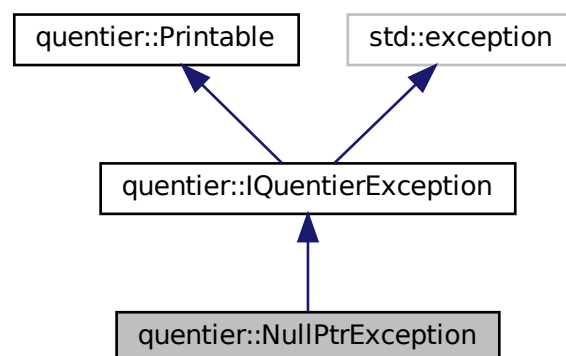 quentier::Printable
std::exception
quentier::IQuentierException
quentier::NullPtrException